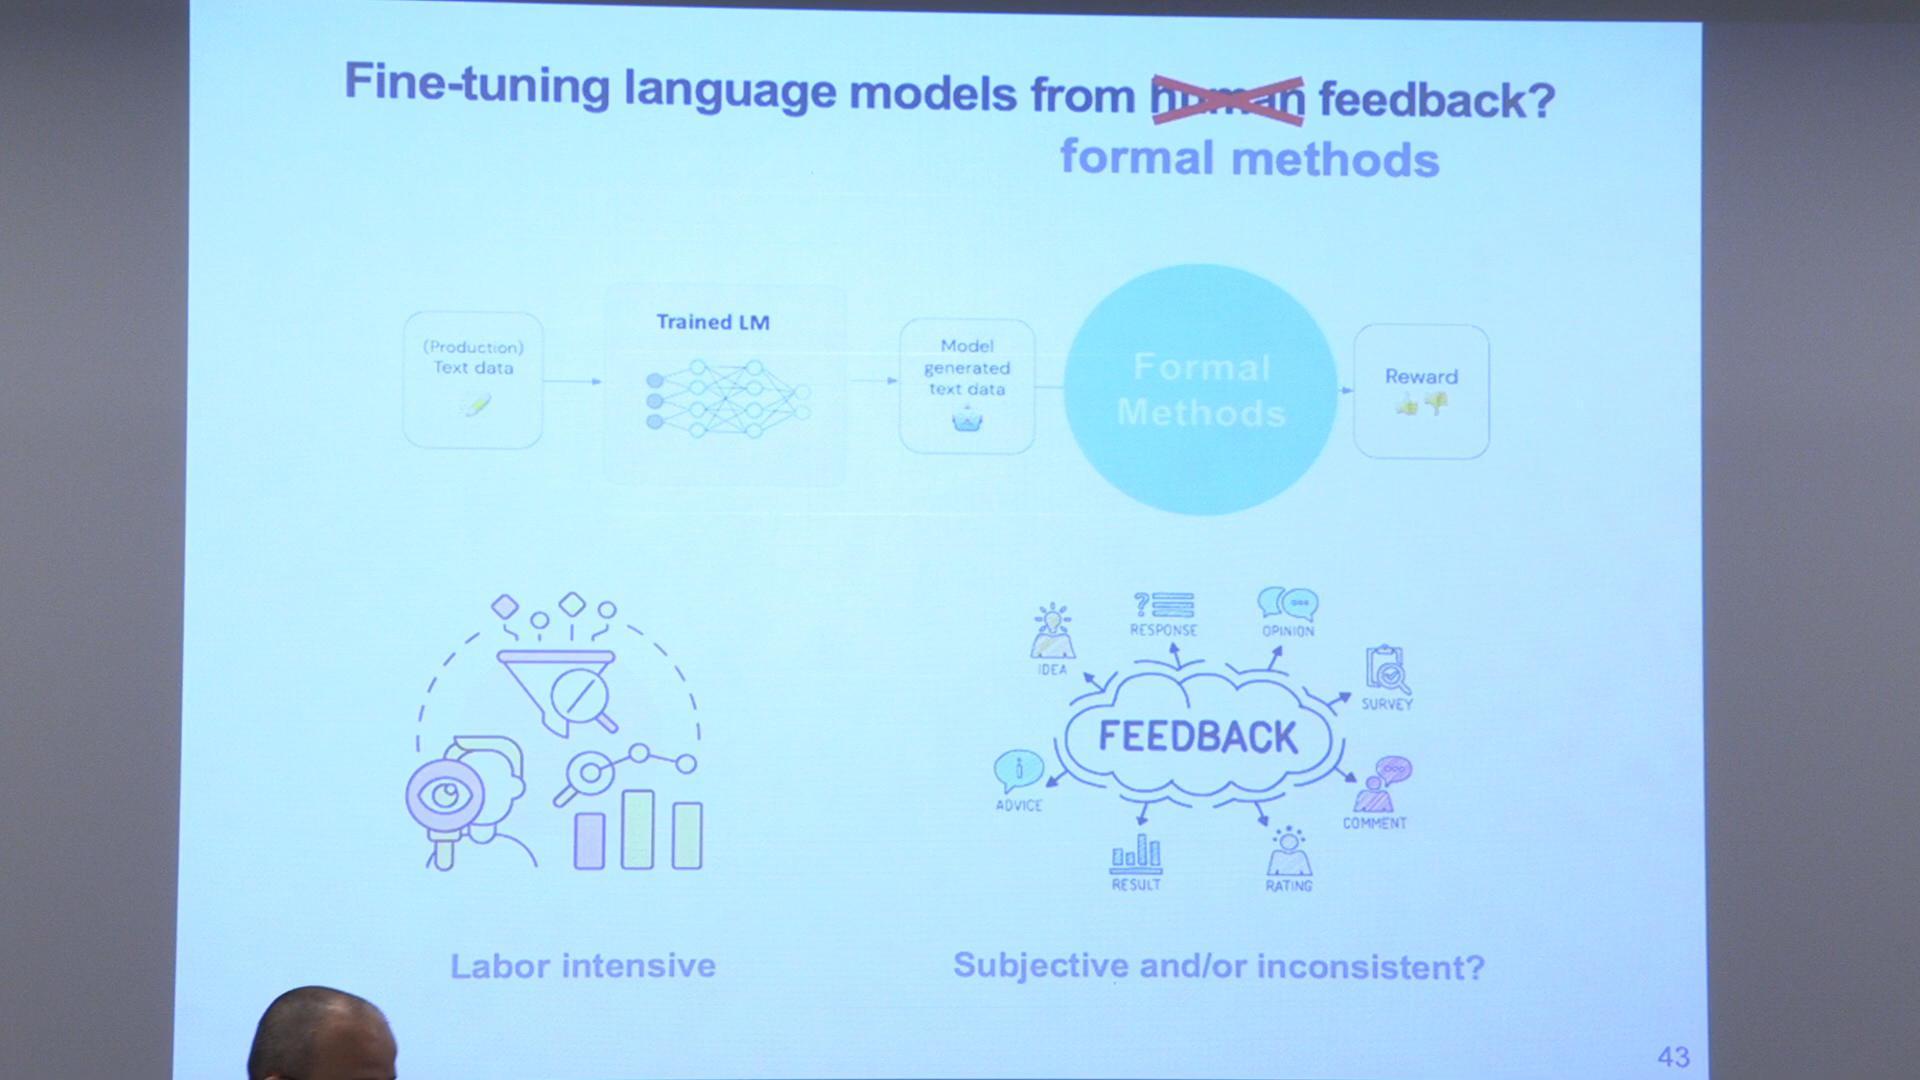 Fine-tuning language models from human feedback?
formal methods
(Production)
Text data
Trained LM
Model
generated
text data
Formal
Methods
Reward
IDEA
RESPONSE
OPINION
SURVEY
FEEDBACK
ADVICE
COMMENT
RESULT
RATING
Labor intensive
Subjective and/or inconsistent?
43